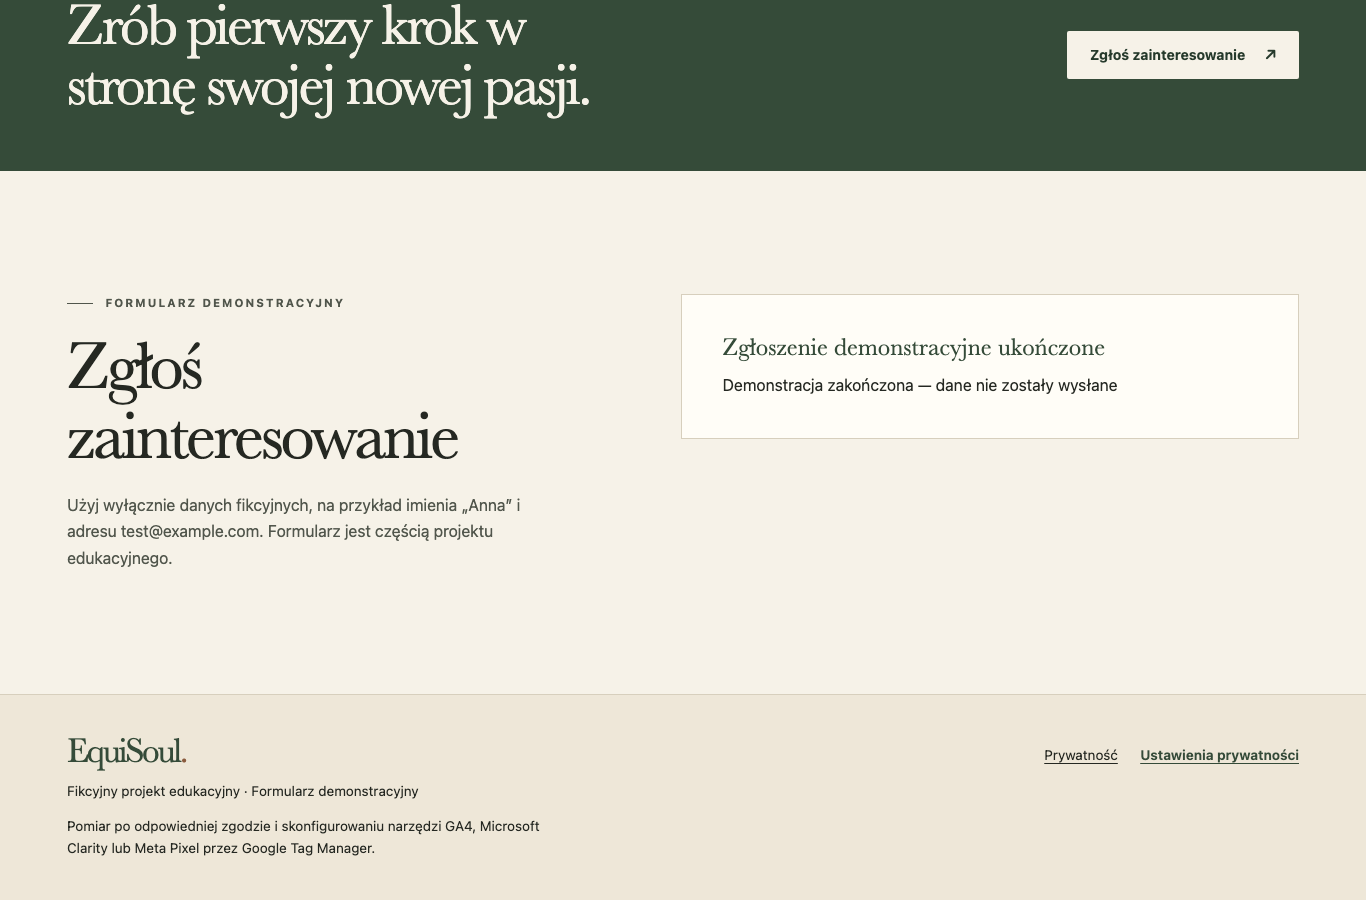 Zrób pierwszy krok w
stronę swojej nowej pasji.
Zgłoś zainteresowanie ↗
FORMULARZ DEMONSTRACYJNY
Zgłoś
zainteresowanie
Użyj wyłącznie danych fikcyjnych, na przykład imienia „Anna” i
adresu test@example.com. Formularz jest częścią projektu
edukacyjnego.
Zgłoszenie demonstracyjne ukończone
Demonstracja zakończona — dane nie zostały wysłane
EquiSoul.
Fikcyjny projekt edukacyjny · Formularz demonstracyjny
Pomiar po odpowiedniej zgodzie i skonfigurowaniu narzędzi GA4, Microsoft
Clarity lub Meta Pixel przez Google Tag Manager.
Prywatność
Ustawienia prywatności